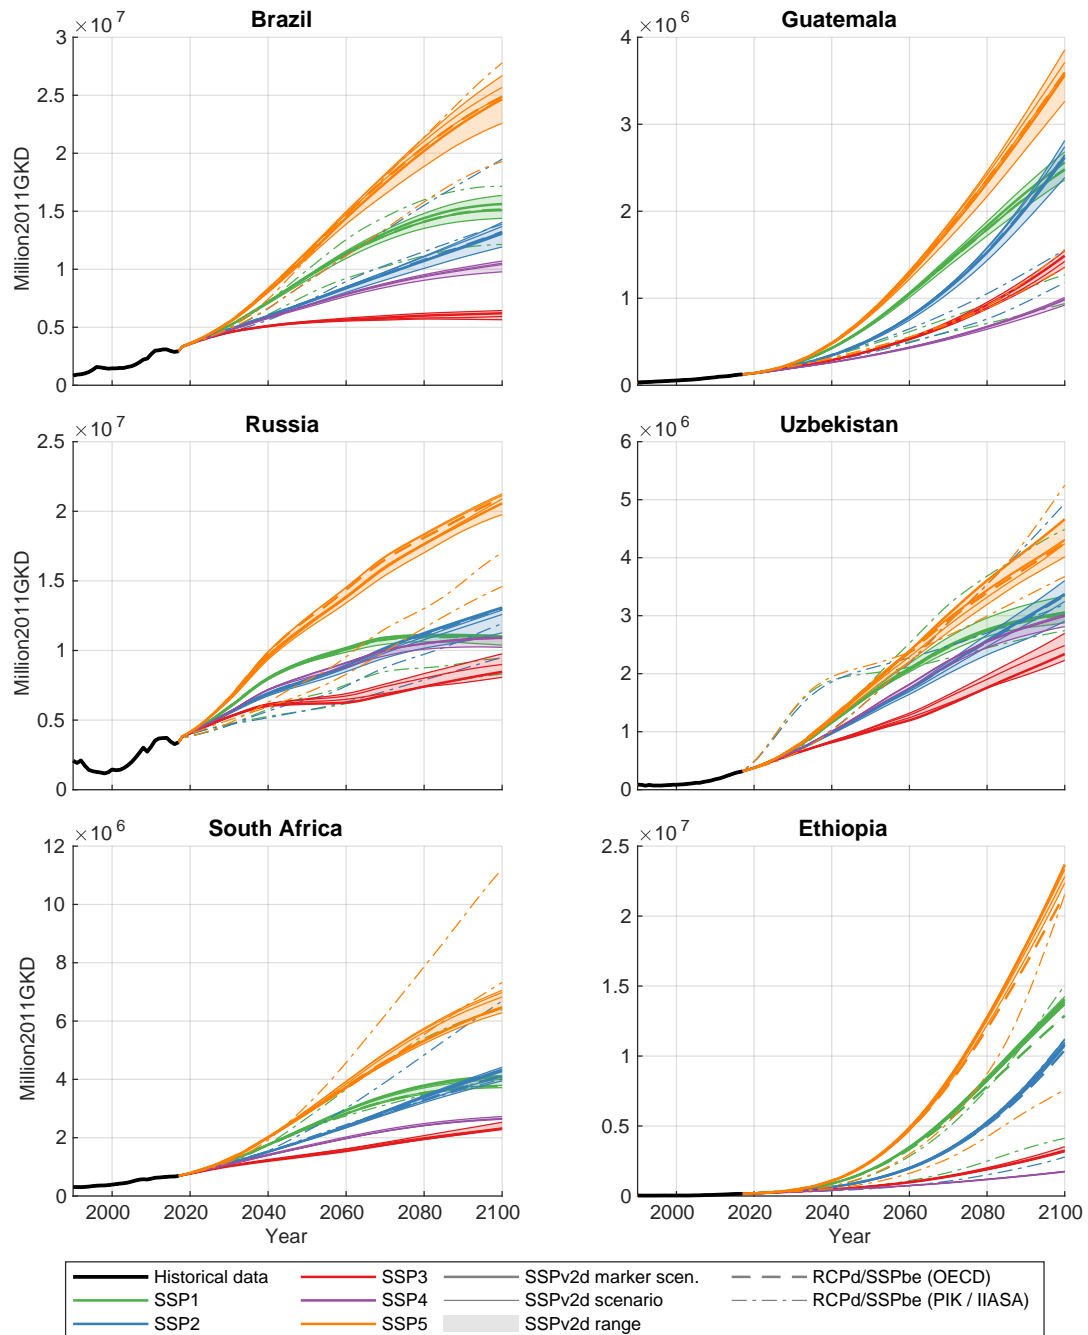 Brazil
Guatemala
×10^7
×10^6
3
2.5
2
1.5
1
0.5
0
Million2011GKD
4
3
2
1
0
Russia
Uzbekistan
×10^7
×10^6
2.5
2
1.5
1
0.5
0
Million2011GKD
6
5
4
3
2
1
0
South Africa
Ethiopia
×10^6
×10^7
12
10
8
6
4
2
0
Million2011GKD
2.5
2
1.5
1
0.5
0
2000 2020 2040 2060 2080 2100
2000 2020 2040 2060 2080 2100
Year
Year
Historical data SSP3 SSPv2d marker scen. RCPd/SSPbe (OECD)
SSP1 SSP4 SSPv2d scenario RCPd/SSPbe (PIK / IIASA)
SSP2 SSP5 SSPv2d range